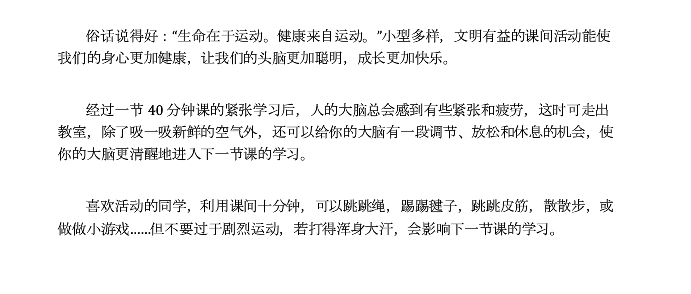 俗话说得好：“生命在于运动。健康来自运动。”小型多样，文明有益的课间活动能使
我们的身心更加健康，让我们的头脑更加聪明，成长更加快乐。
经过一节 40 分钟课的紧张学习后，人的大脑总会感到有些紧张和疲劳，这时可走出
教室，除了吸一吸新鲜的空气外，还可以给你的大脑有一段调节、放松和休息的机会，使
你的大脑更清醒地进入下一节课的学习。
喜欢活动的同学，利用课间十分钟，可以跳跳绳，踢踢毽子，跳跳皮筋，散散步，或
做做小游戏......但不要过于剧烈运动，若打得浑身大汗，会影响下一节课的学习。